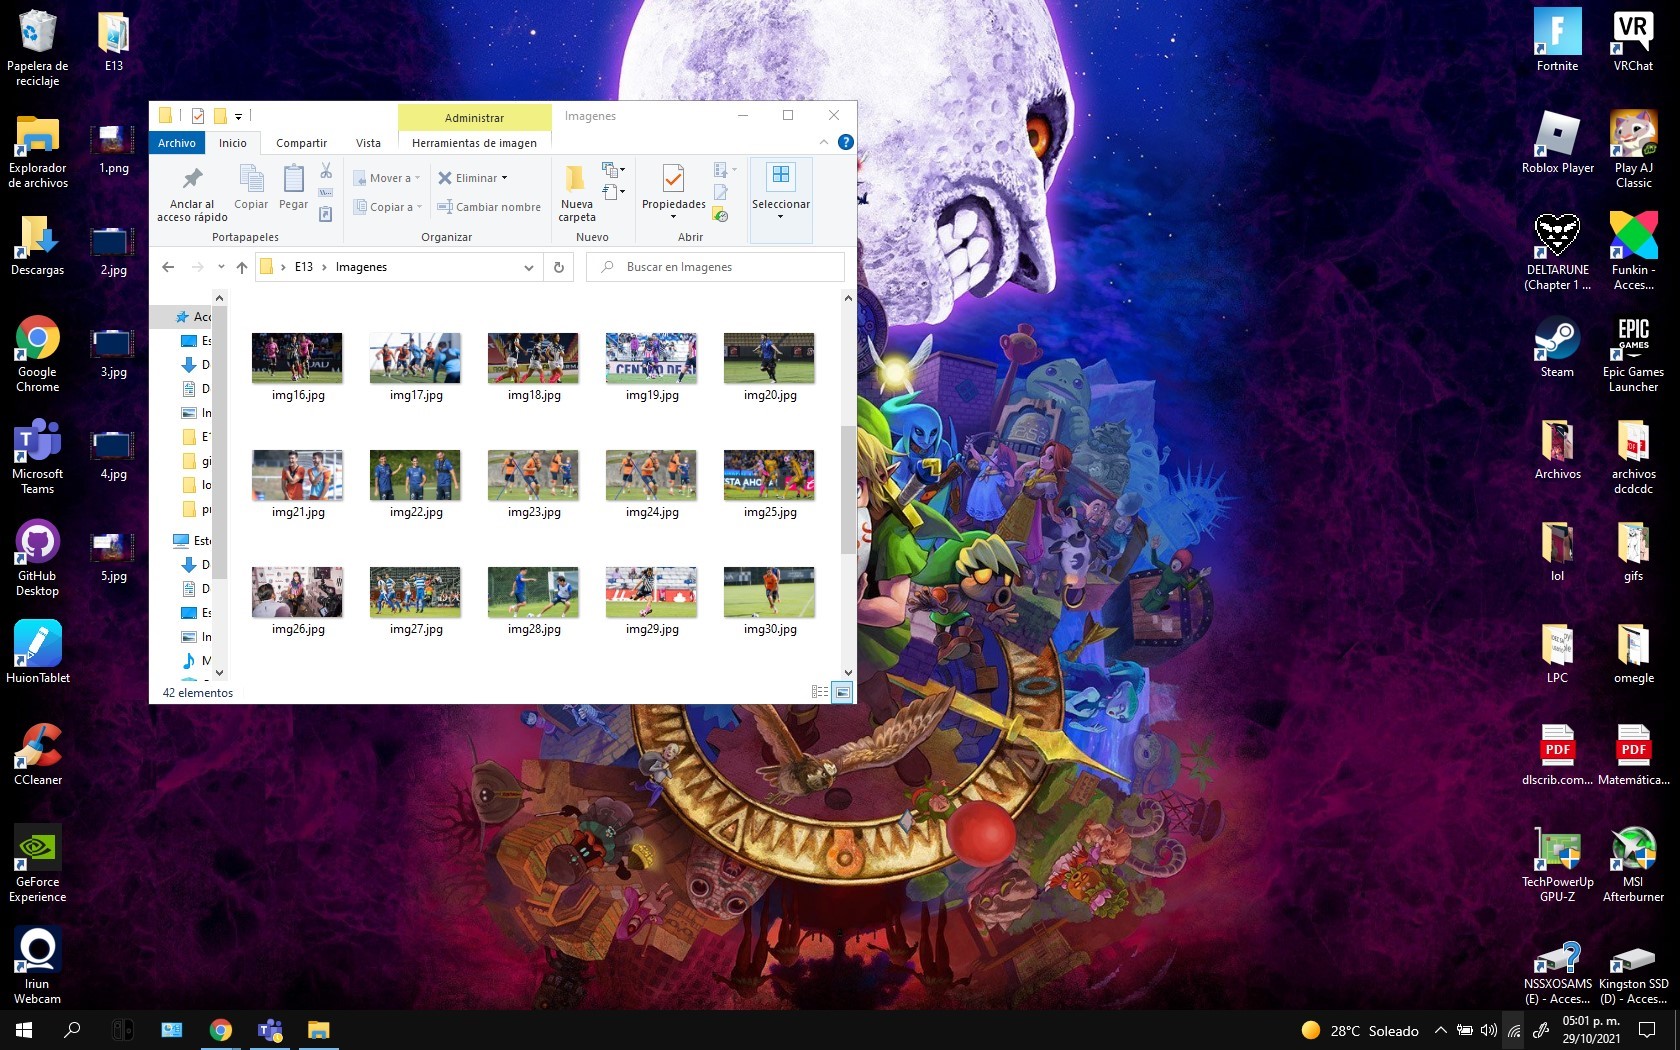 Papelera de
reciclaje
E13
Explorador
de archivos
1.png
Descargas
2.jpg
Google
Chrome
3.jpg
Microsoft
Teams
4.jpg
GitHub
Desktop
5.jpg
HuionTablet
CCleaner
GeForce
Experience
Iriun
Webcam
Administrar
Imagenes
Archivo
Inicio
Compartir
Vista
Herramientas de imagen
Anclar al
acceso rápido
Copiar
Pegar
Portapapeles
Mover a
Copiar a
Eliminar
Cambiar nombre
Organizar
Nueva
carpeta
Nuevo
Propiedades
Abrir
Seleccionar
E13 › Imagenes
Buscar en Imagenes
img16.jpg
img17.jpg
img18.jpg
img19.jpg
img20.jpg
img21.jpg
img22.jpg
img23.jpg
img24.jpg
img25.jpg
img26.jpg
img27.jpg
img28.jpg
img29.jpg
img30.jpg
42 elementos
Fortnite
VR
VRChat
Roblox Player
Play AJ
Classic
DELTARUNE
(Chapter 1 ...
Funkin -
Acces...
Steam
EPIC
GAMES
Epic Games
Launcher
Archivos
archivos
dcdcdc
lol
gifs
LPC
omegle
PDF
dlscrib.com...
PDF
Matemática...
TechPowerUp
GPU-Z
MSI
Afterburner
NSSXOSAMS
(E) - Acces...
Kingston SSD
(D) - Acces...
28°C Soleado
05:01 p. m.
29/10/2021